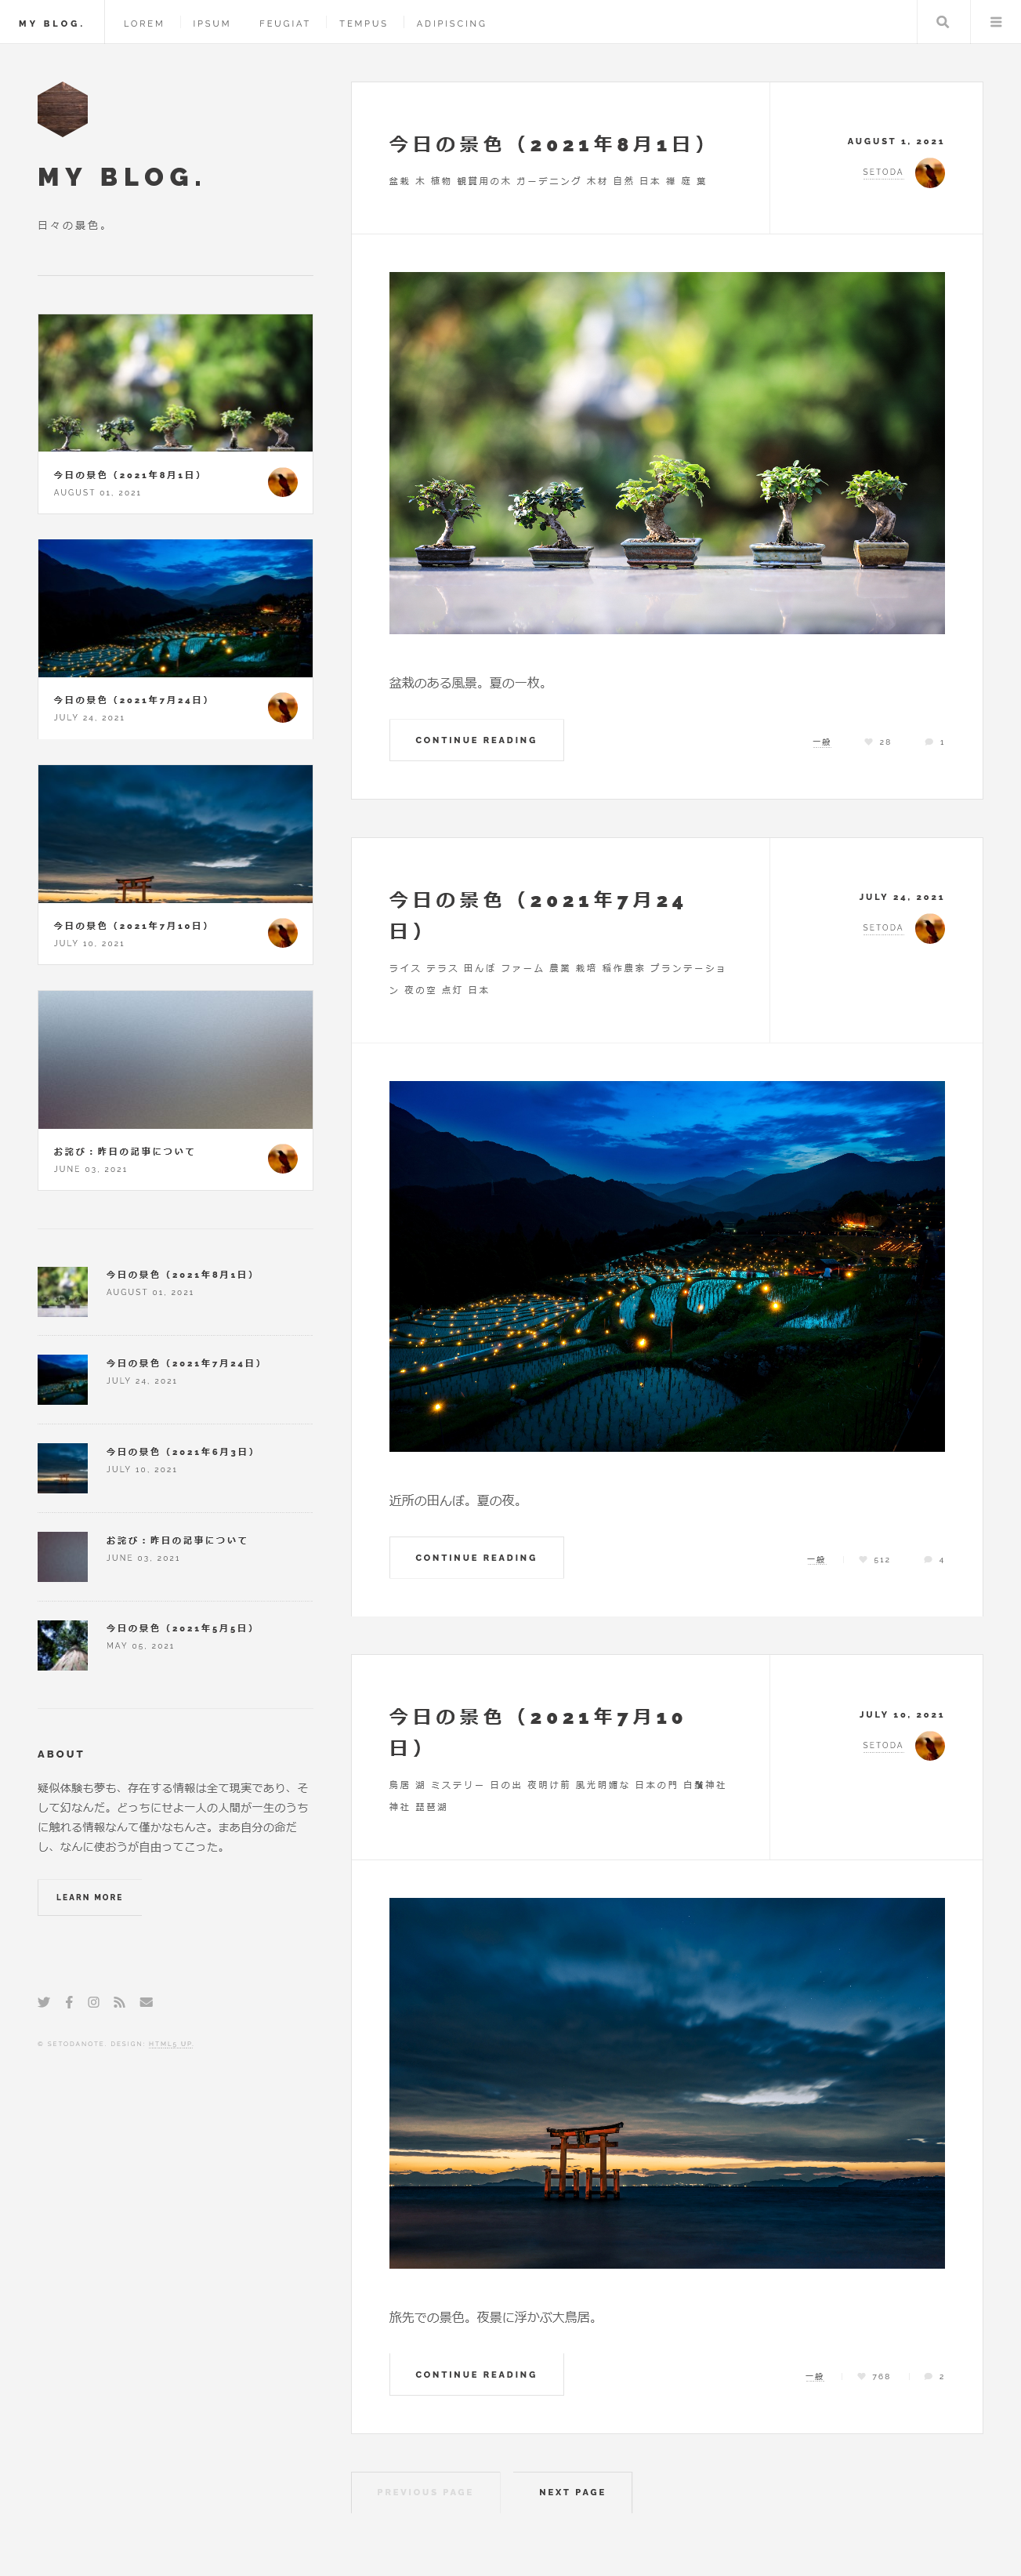 MY BLOG. LOREM IPSUM FEUGIAT TEMPUS ADIPISCING
MY BLOG.
日々の景色。
今日の景色（2021年8月1日）
AUGUST 01, 2021
今日の景色（2021年7月24日）
JULY 24, 2021
今日の景色（2021年7月10日）
JULY 10, 2021
お詫び：昨日の記事について
JUNE 03, 2021
今日の景色（2021年8月1日）
AUGUST 01, 2021
今日の景色（2021年7月24日）
JULY 24, 2021
今日の景色（2021年6月3日）
JULY 10, 2021
お詫び：昨日の記事について
JUNE 03, 2021
今日の景色（2021年5月5日）
MAY 05, 2021
ABOUT
疑似体験も夢も、存在する情報は全て現実であり、そ
して幻なんだ。どっちにせよ一人の人間が一生のうち
に触れる情報なんて僅かなもんさ。まあ自分の命だ
し、なんに使おうが自由ってこった。
LEARN MORE
© SETODANOTE. DESIGN: HTML5 UP.
今日の景色（2021年8月1日）
盆栽 木 植物 観賞用の木 ガーデニング 木材 自然 日本 禅 庭 葉
AUGUST 1, 2021
SETODA
盆栽のある風景。夏の一枚。
CONTINUE READING
一般 28 1
今日の景色（2021年7月24
日）
ライス テラス 田んぼ ファーム 農業 栽培 稲作農家 プランテーショ
ン 夜の空 点灯 日本
JULY 24, 2021
SETODA
近所の田んぼ。夏の夜。
CONTINUE READING
一般 512 4
今日の景色（2021年7月10
日）
鳥居 湖 ミステリー 日の出 夜明け前 風光明媚な 日本の門 白鬚神社
神社 琵琶湖
JULY 10, 2021
SETODA
旅先での景色。夜景に浮かぶ大鳥居。
CONTINUE READING
一般 768 2
PREVIOUS PAGE NEXT PAGE